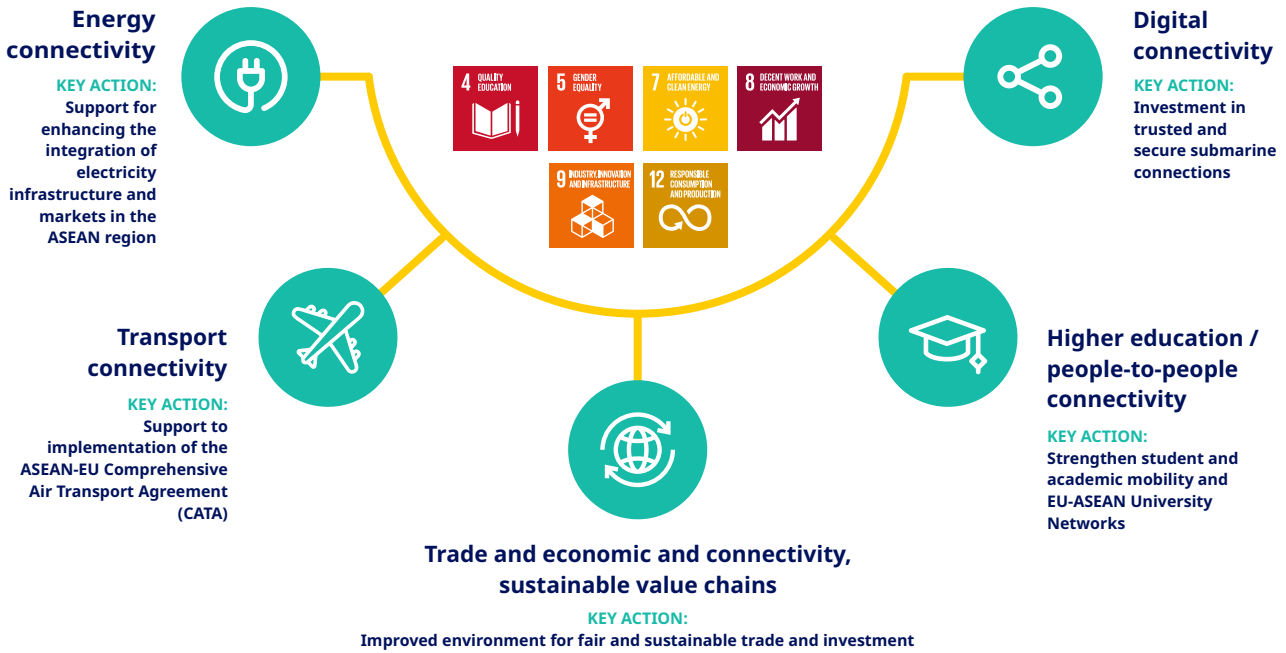 Energy
connectivity
KEY ACTION:
Support for
enhancing the
integration of
electricity
infrastructure and
markets in the
ASEAN region
4 QUALITY
EDUCATION
5 GENDER
EQUALITY
7 AFFORDABLE AND
CLEAN ENERGY
8 DECENT WORK AND
ECONOMIC GROWTH
9 INDUSTRY, INNOVATION
AND INFRASTRUCTURE
12 RESPONSIBLE
CONSUMPTION
AND PRODUCTION
Digital
connectivity
KEY ACTION:
Investment in
trusted and
secure submarine
connections
Transport
connectivity
KEY ACTION:
Support to
implementation of the
ASEAN-EU Comprehensive
Air Transport Agreement
(CATA)
Higher education /
people-to-people
connectivity
KEY ACTION:
Strengthen student and
academic mobility and
EU-ASEAN University
Networks
Trade and economic and connectivity,
sustainable value chains
KEY ACTION:
Improved environment for fair and sustainable trade and investment